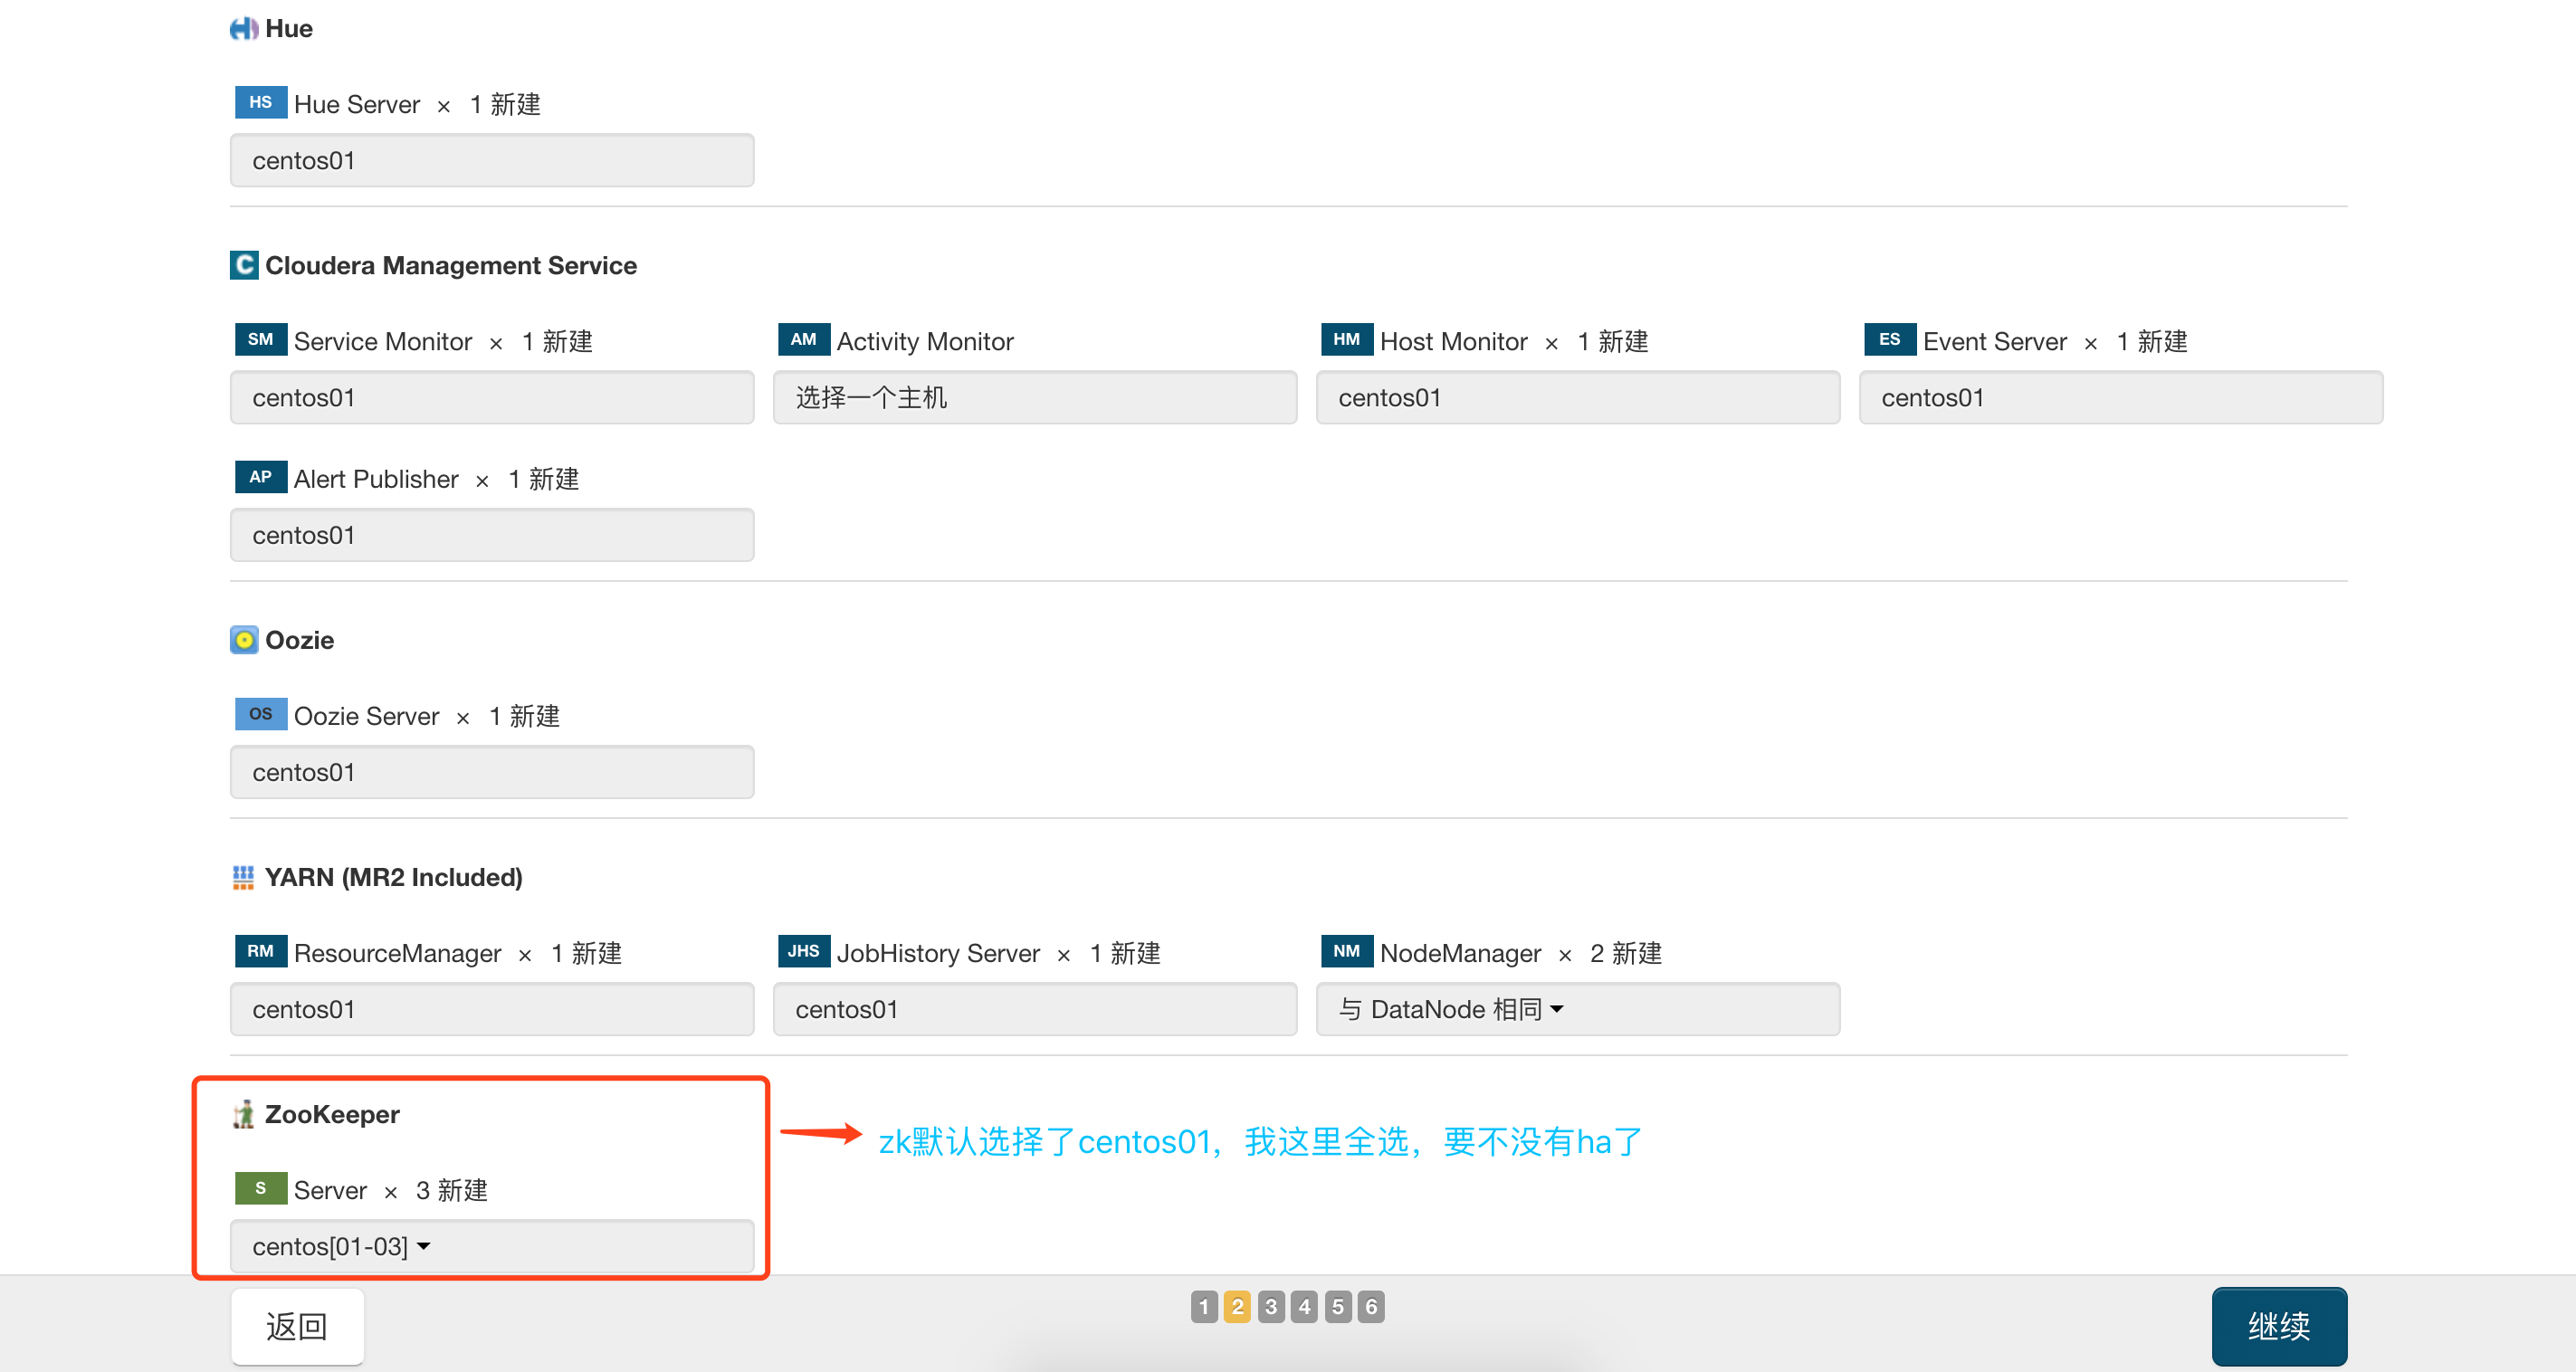 Hue
HS Hue Server × 1 新建
centos01
Cloudera Management Service
SM Service Monitor × 1 新建
AM Activity Monitor
HM Host Monitor × 1 新建
ES Event Server × 1 新建
centos01
选择一个主机
centos01
centos01
AP Alert Publisher × 1 新建
centos01
Oozie
OS Oozie Server × 1 新建
centos01
YARN (MR2 Included)
RM ResourceManager × 1 新建
JHS JobHistory Server × 1 新建
NM NodeManager × 2 新建
centos01
centos01
与 DataNode 相同
ZooKeeper
zk默认选择了centos01，我这里全选，要不没有ha了
S Server × 3 新建
centos[01-03]
返回
1 2 3 4 5 6
继续